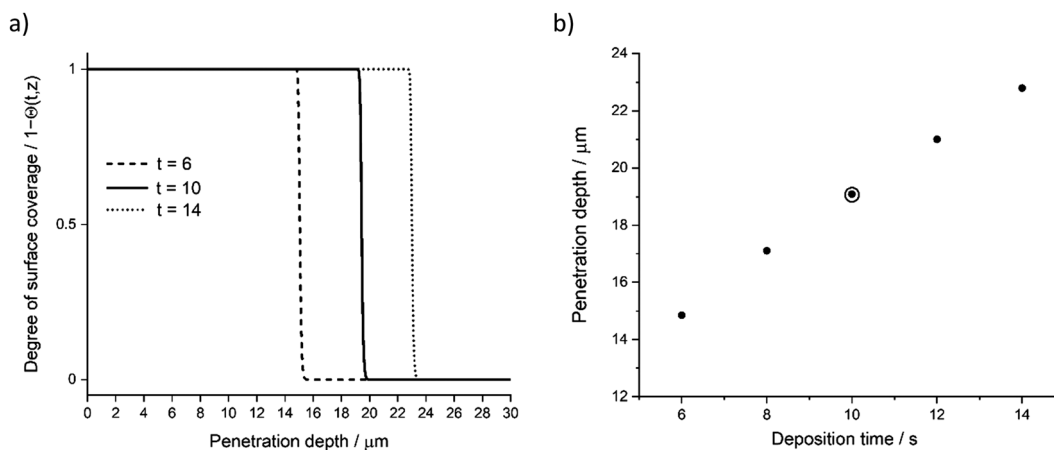 a)
Degree of surface coverage / 1−Θ(t,z)
1
0.5
0
t = 6
t = 10
t = 14
0 2 4 6 8 10 12 14 16 18 20 22 24 26 28 30
Penetration depth / μm
b)
Penetration depth / μm
24
22
20
18
16
14
12
6 8 10 12 14
Deposition time / s